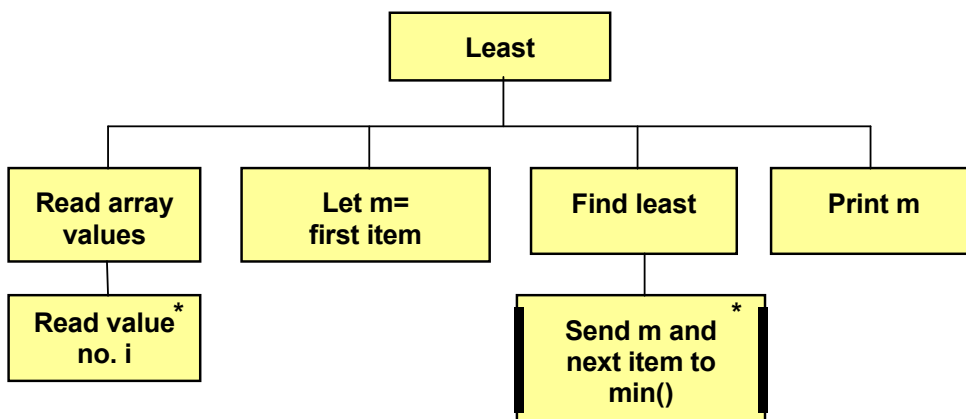 Least
Read array
values
Let m=
first item
Find least
Print m
Read value*
no. i
*
Send m and
next item to
min()